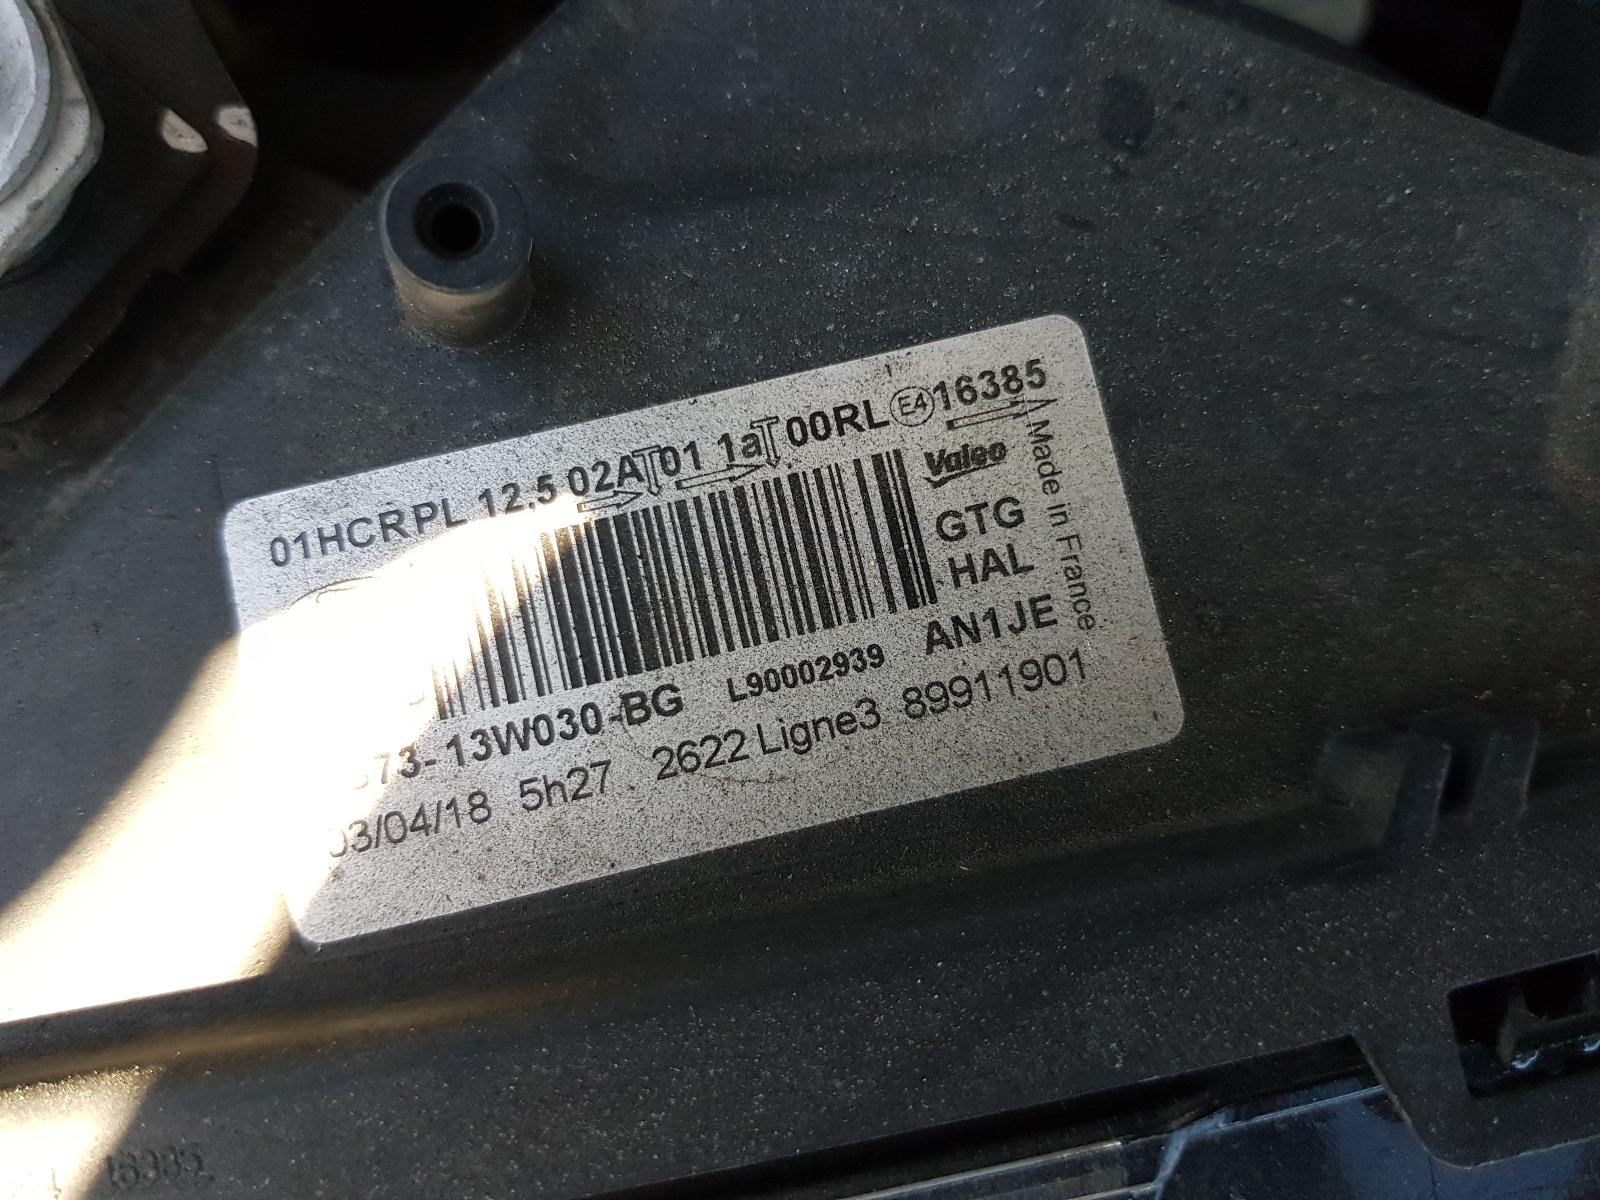 01HCRPL 12,5 02A 01 1a 00RL E4 16385
Valeo
GTG
HAL
AN1JE
Made in France
L90002939
73-13W030-BG
03/04/18 5h27 2622 Ligne3 89911901
16385